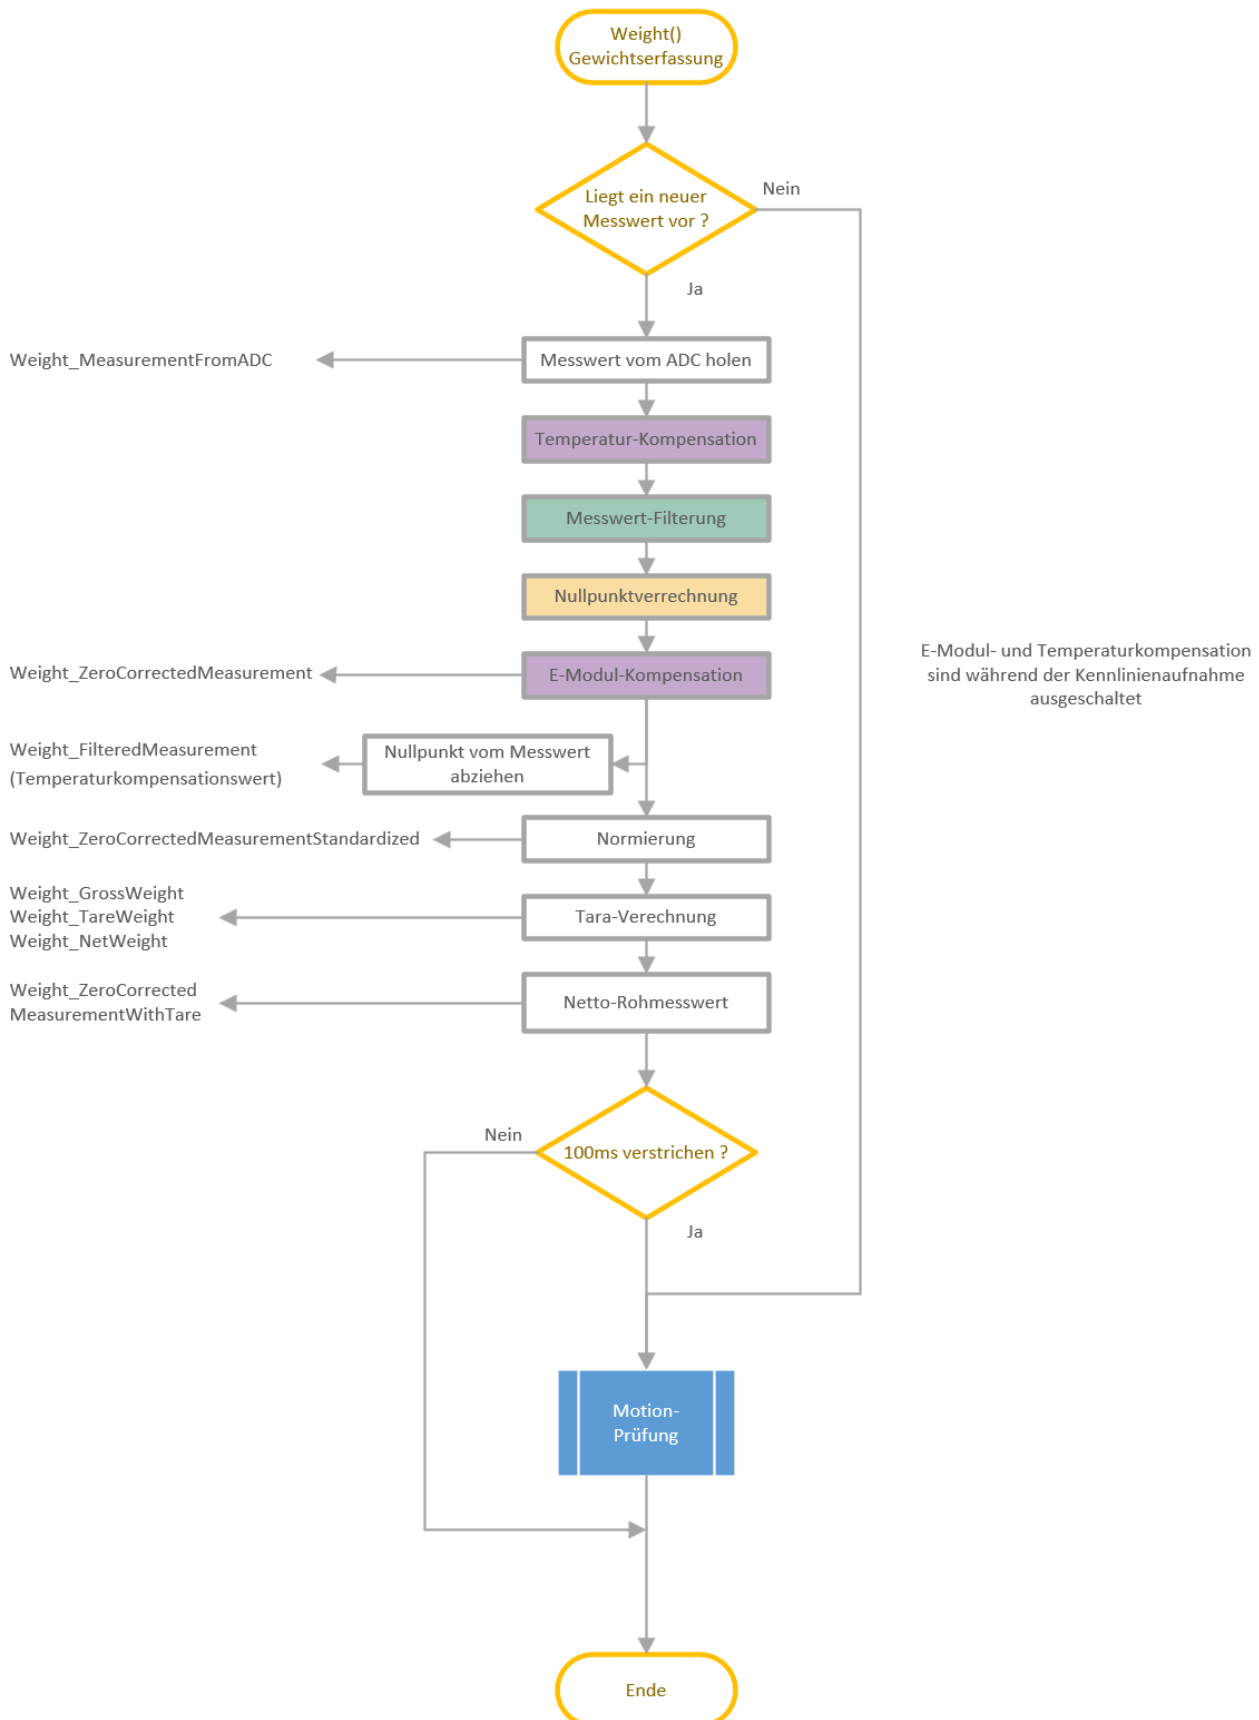 Weight()
Gewichtserfassung
Nein
Liegt ein neuer
Messwert vor ?
Ja
Weight_MeasurementFromADC
Messwert vom ADC holen
Temperatur-Kompensation
Messwert-Filterung
Nullpunktverrechnung
Weight_ZeroCorrectedMeasurement
E-Modul-Kompensation
E-Modul- und Temperaturkompensation
sind während der Kennlinienaufnahme
ausgeschaltet
Weight_FilteredMeasurement
(Temperaturkompensationswert)
Nullpunkt vom Messwert
abziehen
Weight_ZeroCorrectedMeasurementStandardized
Normierung
Weight_GrossWeight
Weight_TareWeight
Weight_NetWeight
Tara-Verechnung
Weight_ZeroCorrected
MeasurementWithTare
Netto-Rohmesswert
Nein
100ms verstrichen ?
Ja
Motion-
Prüfung
Ende